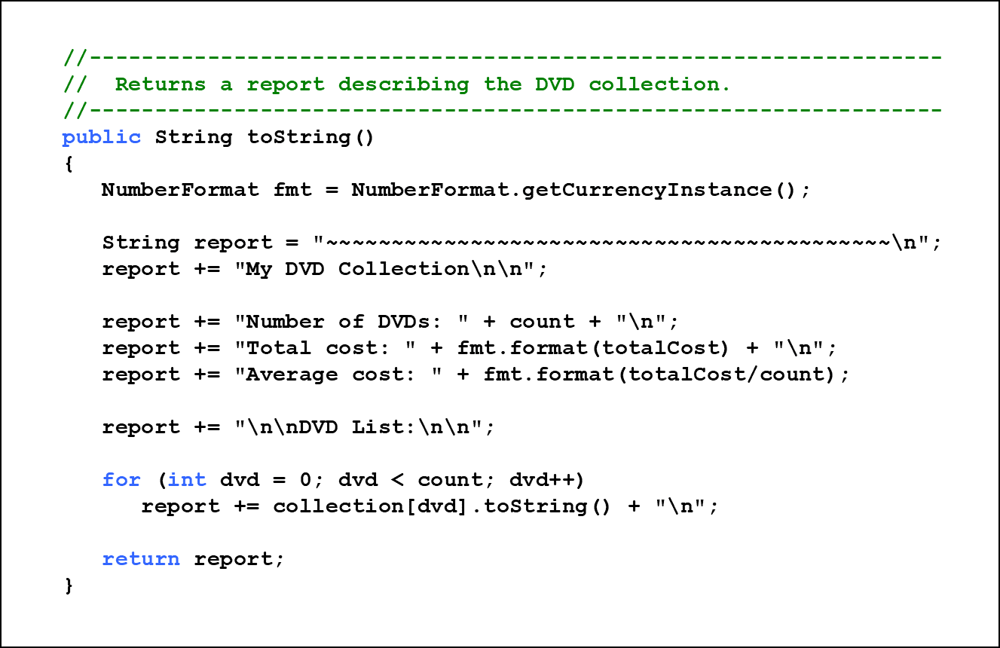 //-----------------------------------------------------------------
//  Returns a report describing the DVD collection.
//-----------------------------------------------------------------
public String toString()
{
   NumberFormat fmt = NumberFormat.getCurrencyInstance();

   String report = "~~~~~~~~~~~~~~~~~~~~~~~~~~~~~~~~~~~~~~~~~~~\n";
   report += "My DVD Collection\n\n";

   report += "Number of DVDs: " + count + "\n";
   report += "Total cost: " + fmt.format(totalCost) + "\n";
   report += "Average cost: " + fmt.format(totalCost/count);

   report += "\n\nDVD List:\n\n";

   for (int dvd = 0; dvd < count; dvd++)
      report += collection[dvd].toString() + "\n";

   return report;
}